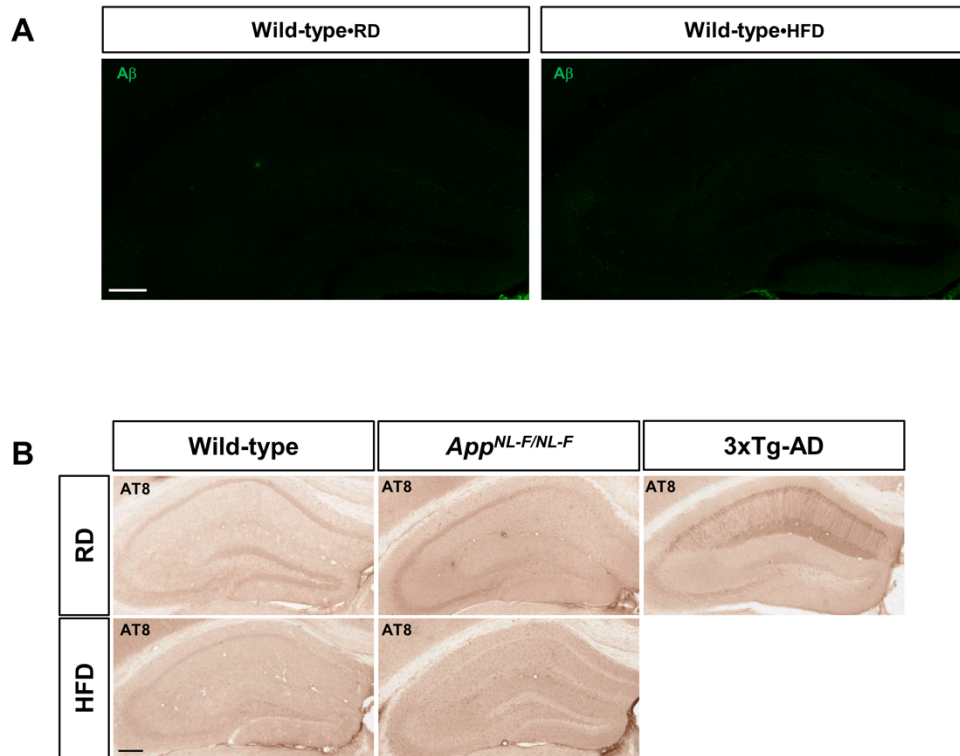 A
Wild-type•RD
Wild-type•HFD
Aβ
Aβ
B
Wild-type
App^NL-F/NL-F
3xTg-AD
RD
AT8
AT8
AT8
HFD
AT8
AT8